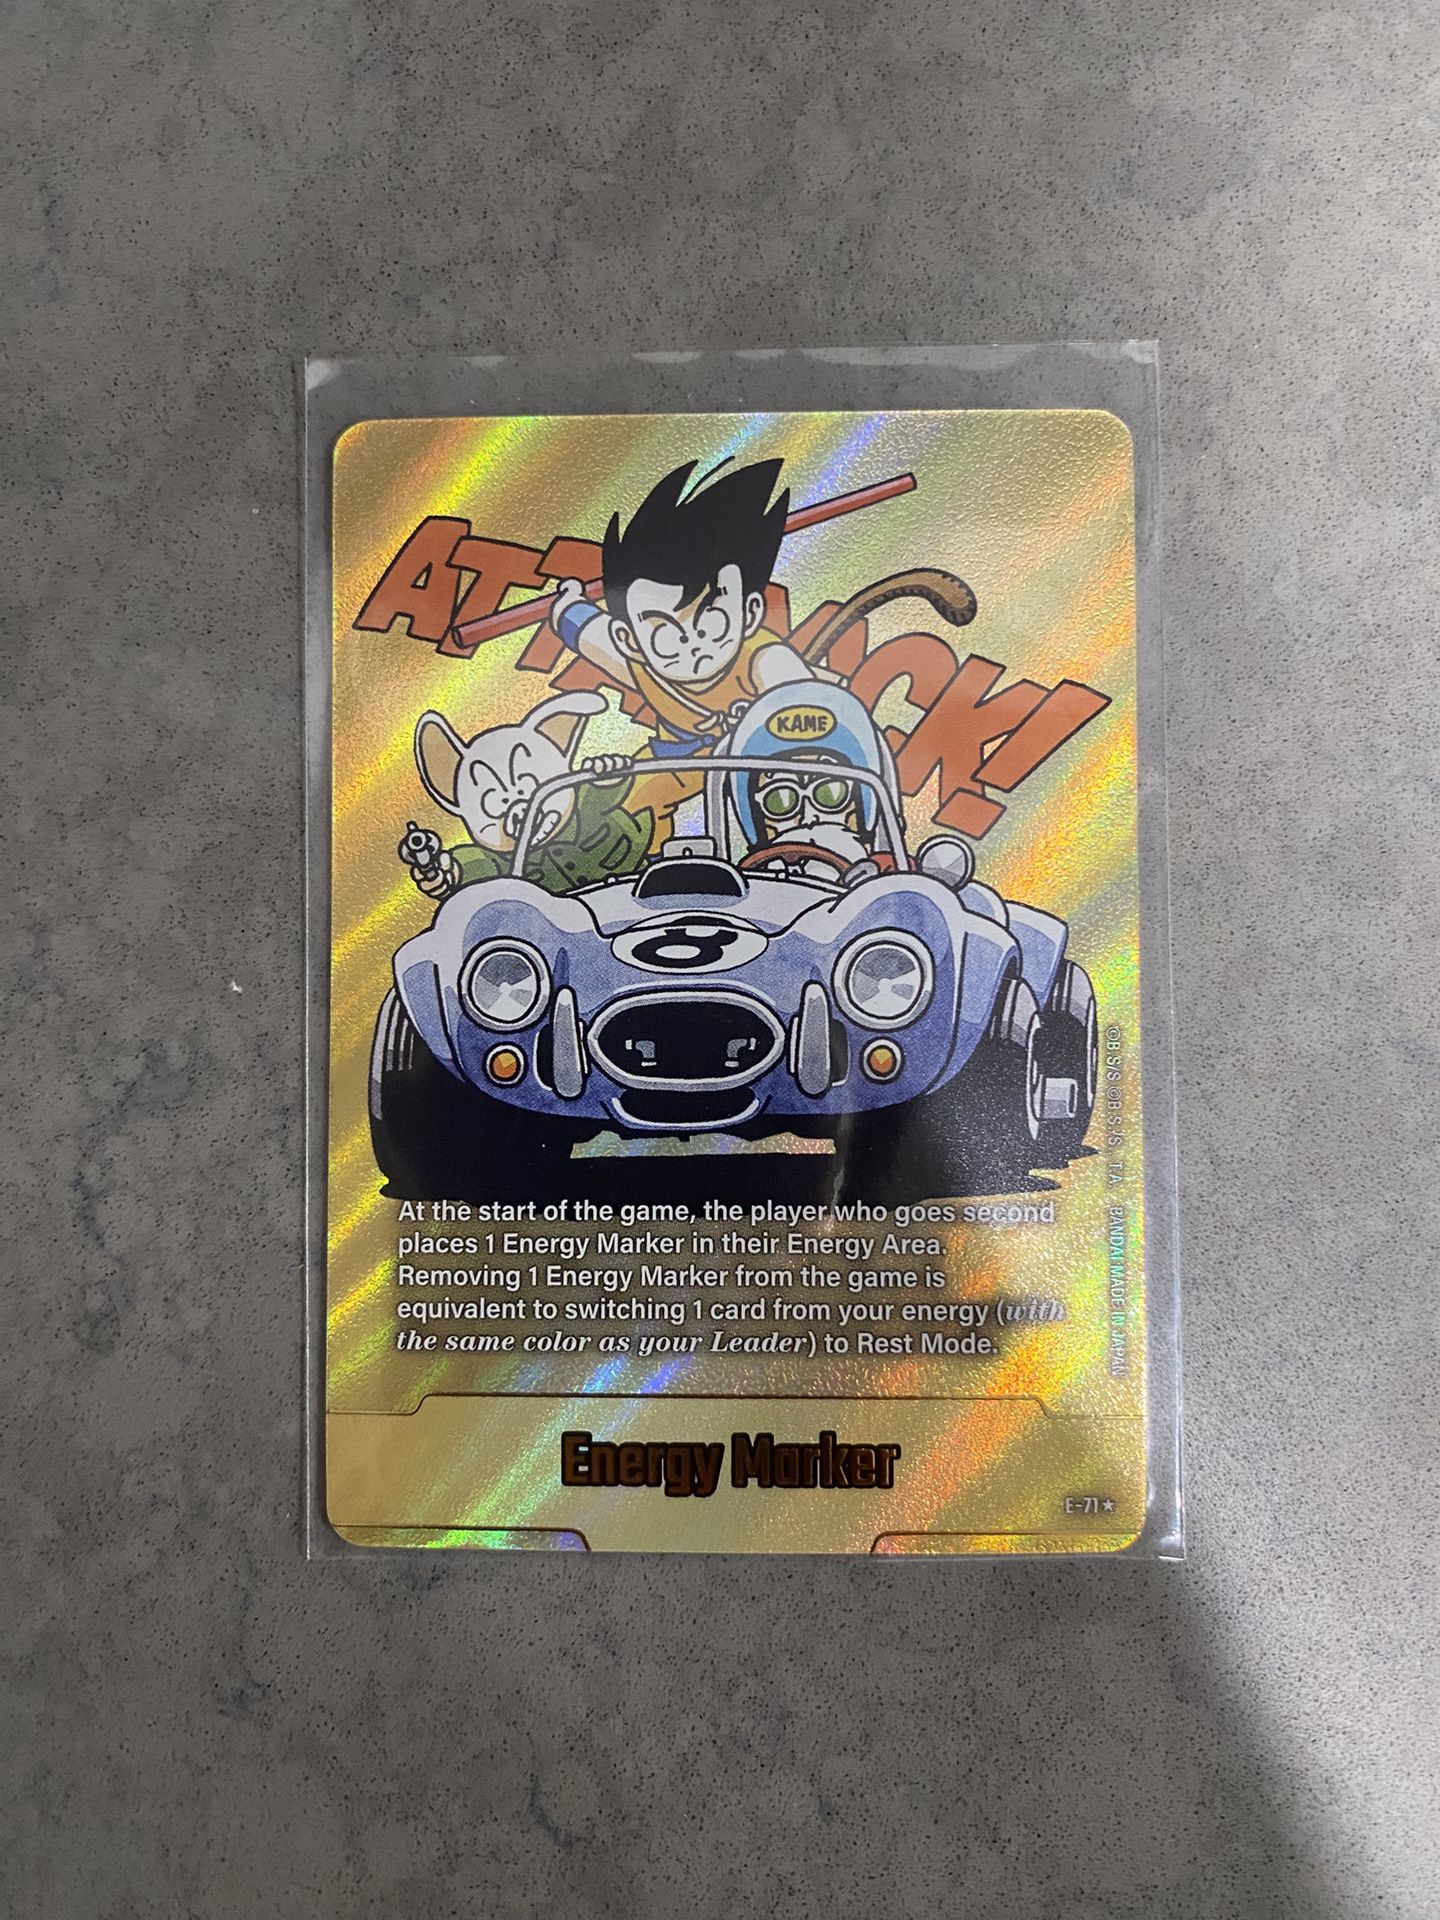 ATTACK!
KAME
8
At the start of the game, the player who goes second
places 1 Energy Marker in their Energy Area.
Removing 1 Energy Marker from the game is
equivalent to switching 1 card from your energy (with
the same color as your Leader) to Rest Mode.
©B.S/S ©B.S./S., T.A. BANDAI MADE IN JAPAN
Energy Marker
E-71★